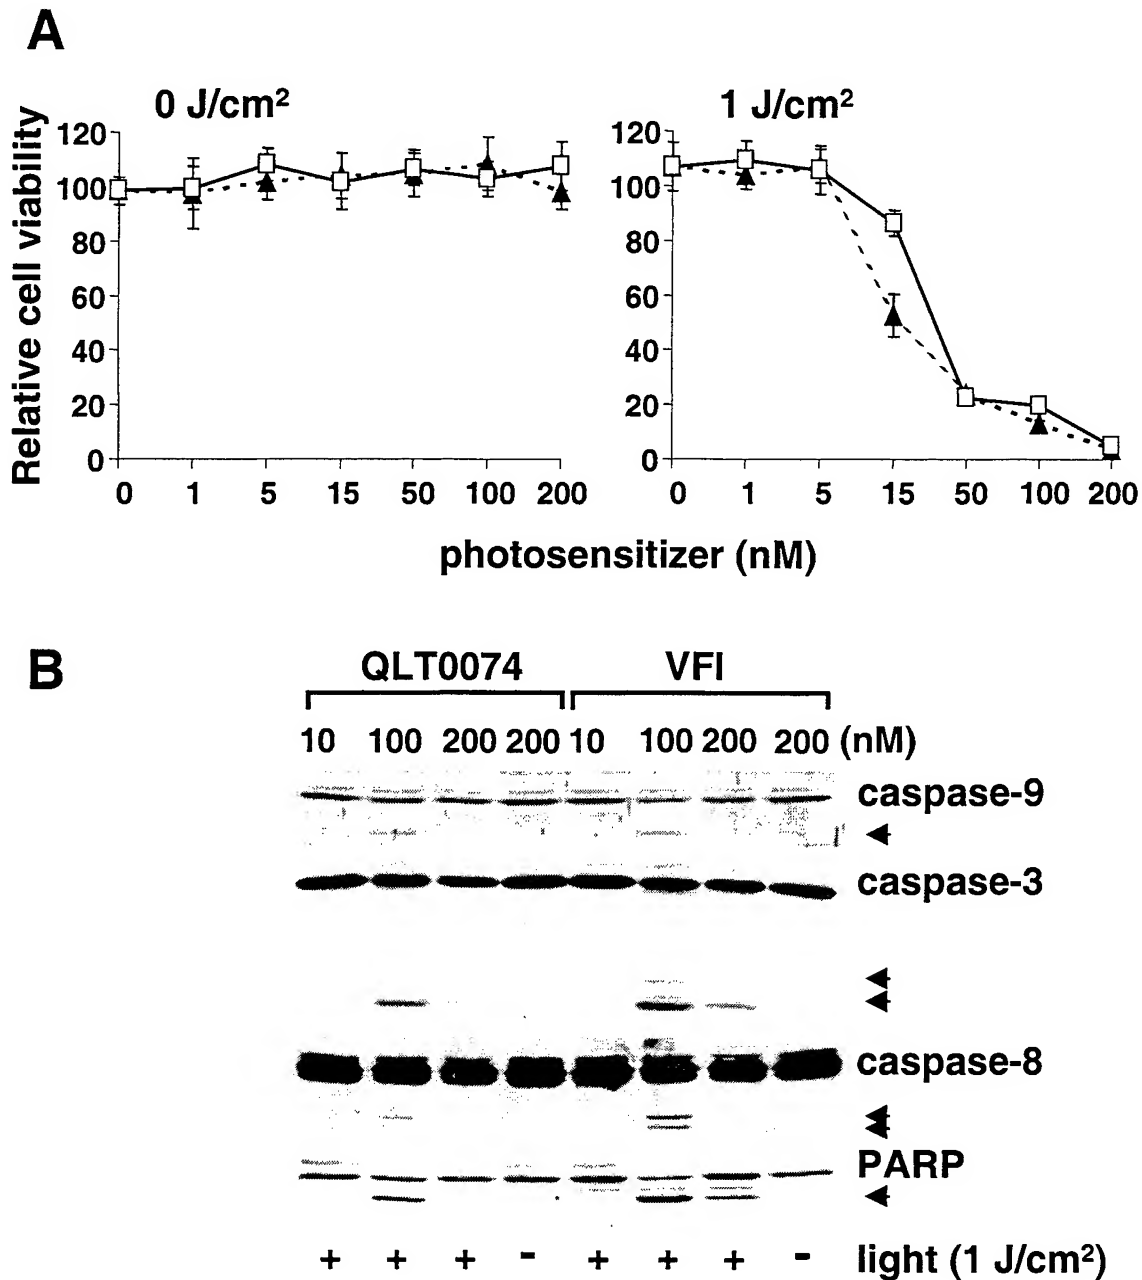 A
0 J/cm²
1 J/cm²
Relative cell viability
120
100
80
60
40
20
0
0 1 5 15 50 100 200
120
100
80
60
40
20
0
0 1 5 15 50 100 200
photosensitizer (nM)
B
QLT0074 VFI
10 100 200 200 10 100 200 200 (nM)
caspase-9
caspase-3
caspase-8
PARP
+ + + - + + + - light (1 J/cm²)